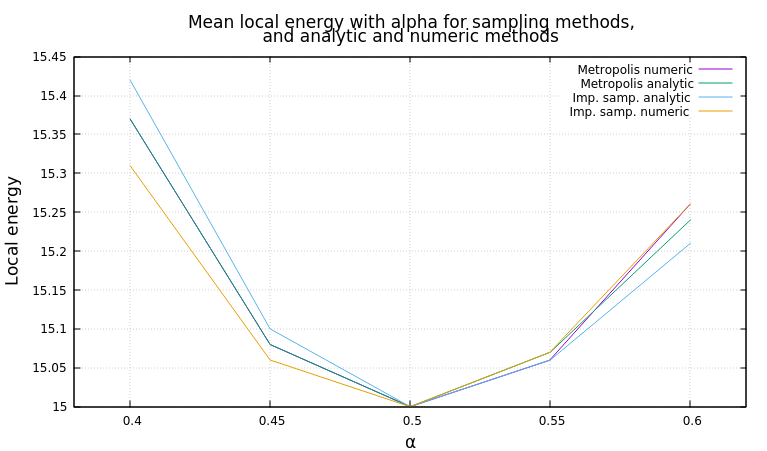 Mean local energy with alpha for sampling methods,
and analytic and numeric methods
15.45
15.4
15.35
15.3
15.25
15.2
15.15
15.1
15.05
15
Local energy
Metropolis numeric
Metropolis analytic
Imp. samp. analytic
Imp. samp. numeric
0.4
0.45
0.5
0.55
0.6
α